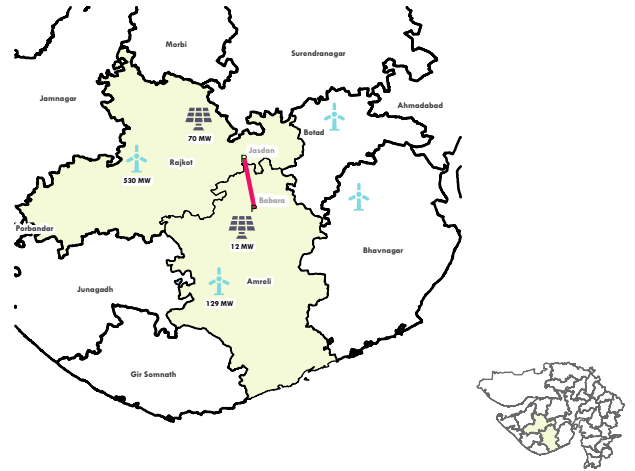 Morbi
Surendranagar
Jamnagar
Ahmadabad
70 MW
Botad
Jasdan
Rajkot
530 MW
Babara
Porbandar
12 MW
Bhavnagar
Amreli
Junagadh
129 MW
Gir Somnath